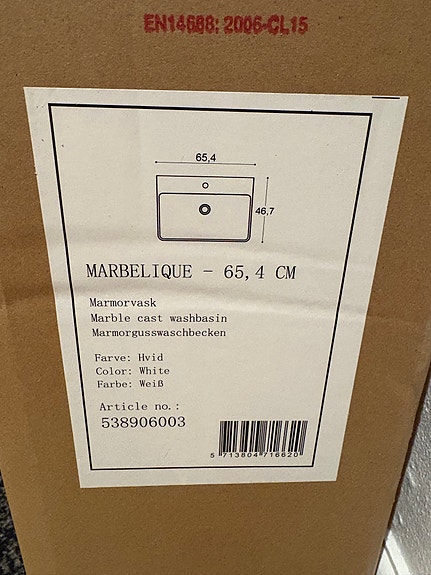 EN14688: 2006-CL15
65,4
46,7
MARBELIQUE - 65,4 CM
Marmorvask
Marble cast washbasin
Marmorgusswaschbecken
Farve: Hvid
Color: White
Farbe: Weiß
Article no.:
538906003
5 713804 716620